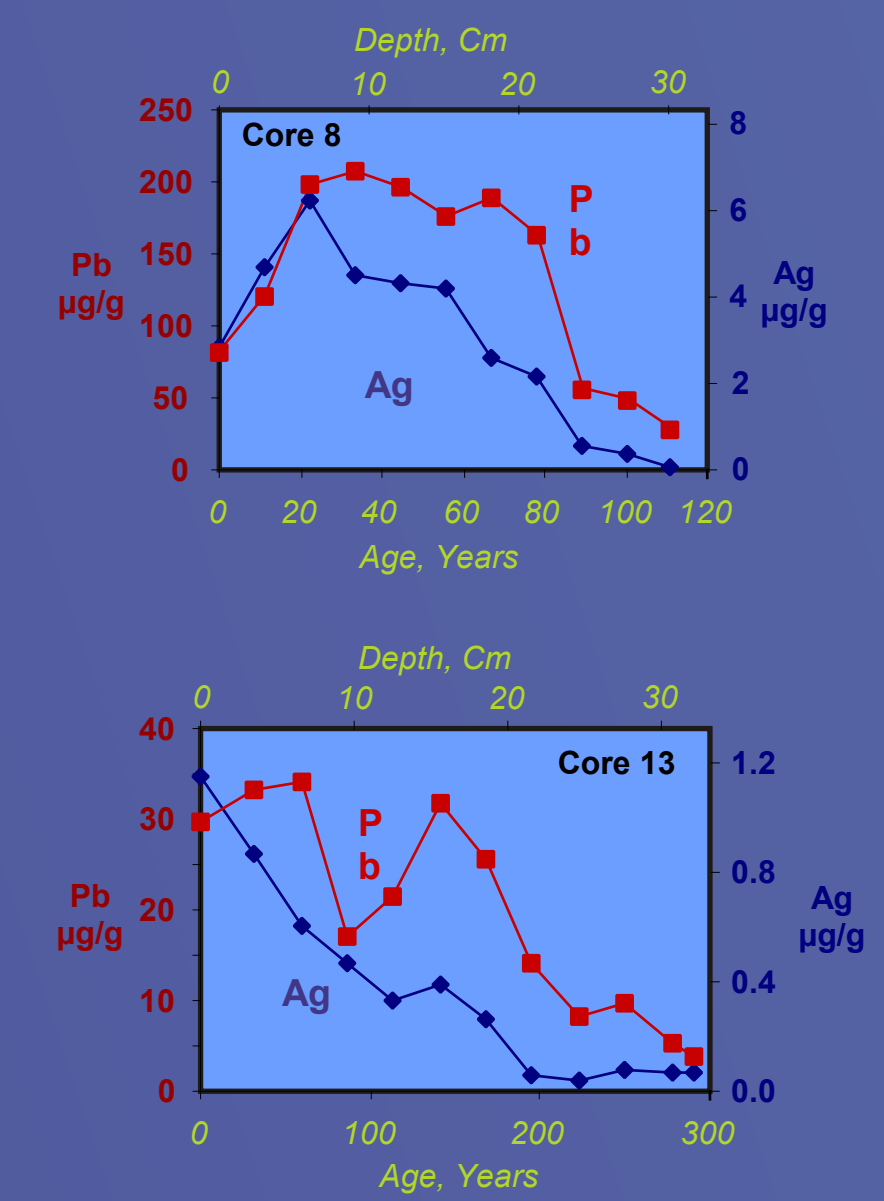 Depth, Cm
0 10 20 30
Core 8
250
200
150
100
50
0
Pb
µg/g
P
b
Ag
8
6
4
2
0
Ag
µg/g
0 20 40 60 80 100 120
Age, Years
Depth, Cm
0 10 20 30
Core 13
40
30
20
10
0
Pb
µg/g
P
b
Ag
1.2
0.8
0.4
0.0
Ag
µg/g
0 100 200 300
Age, Years